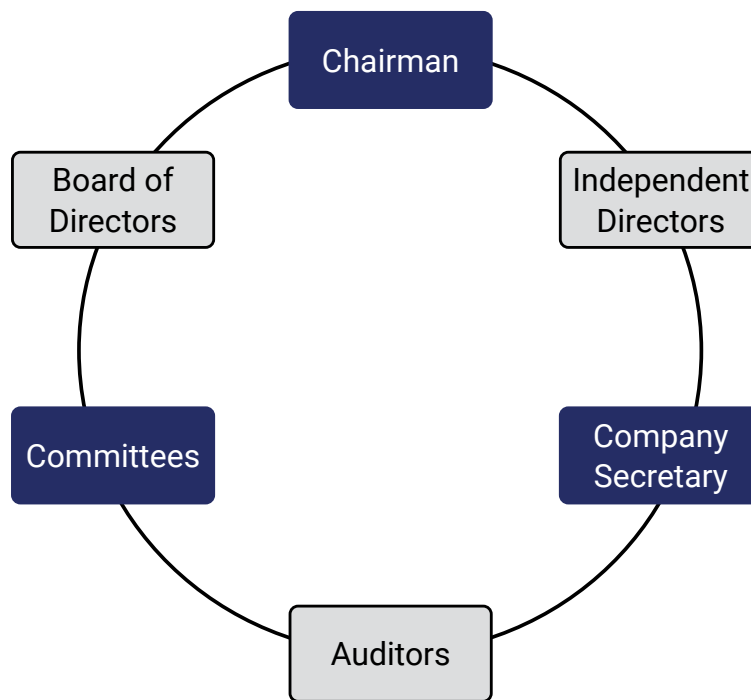 Chairman
Board of
Directors
Independent
Directors
Committees
Company
Secretary
Auditors